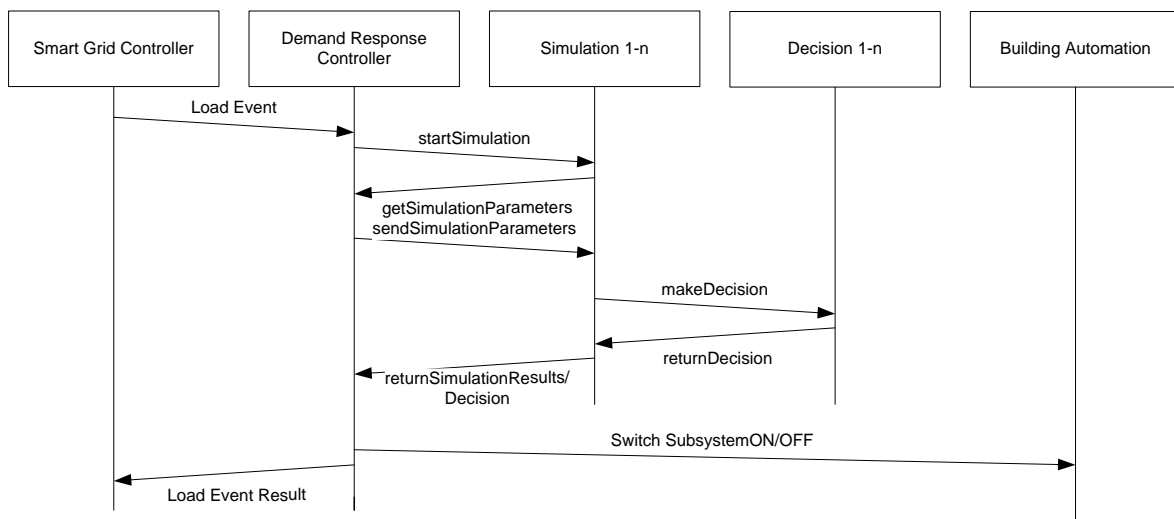 Smart Grid Controller
Demand Response
Controller
Simulation 1-n
Decision 1-n
Building Automation
Load Event
startSimulation
getSimulationParameters
sendSimulationParameters
makeDecision
returnDecision
returnSimulationResults/
Decision
Switch SubsystemON/OFF
Load Event Result